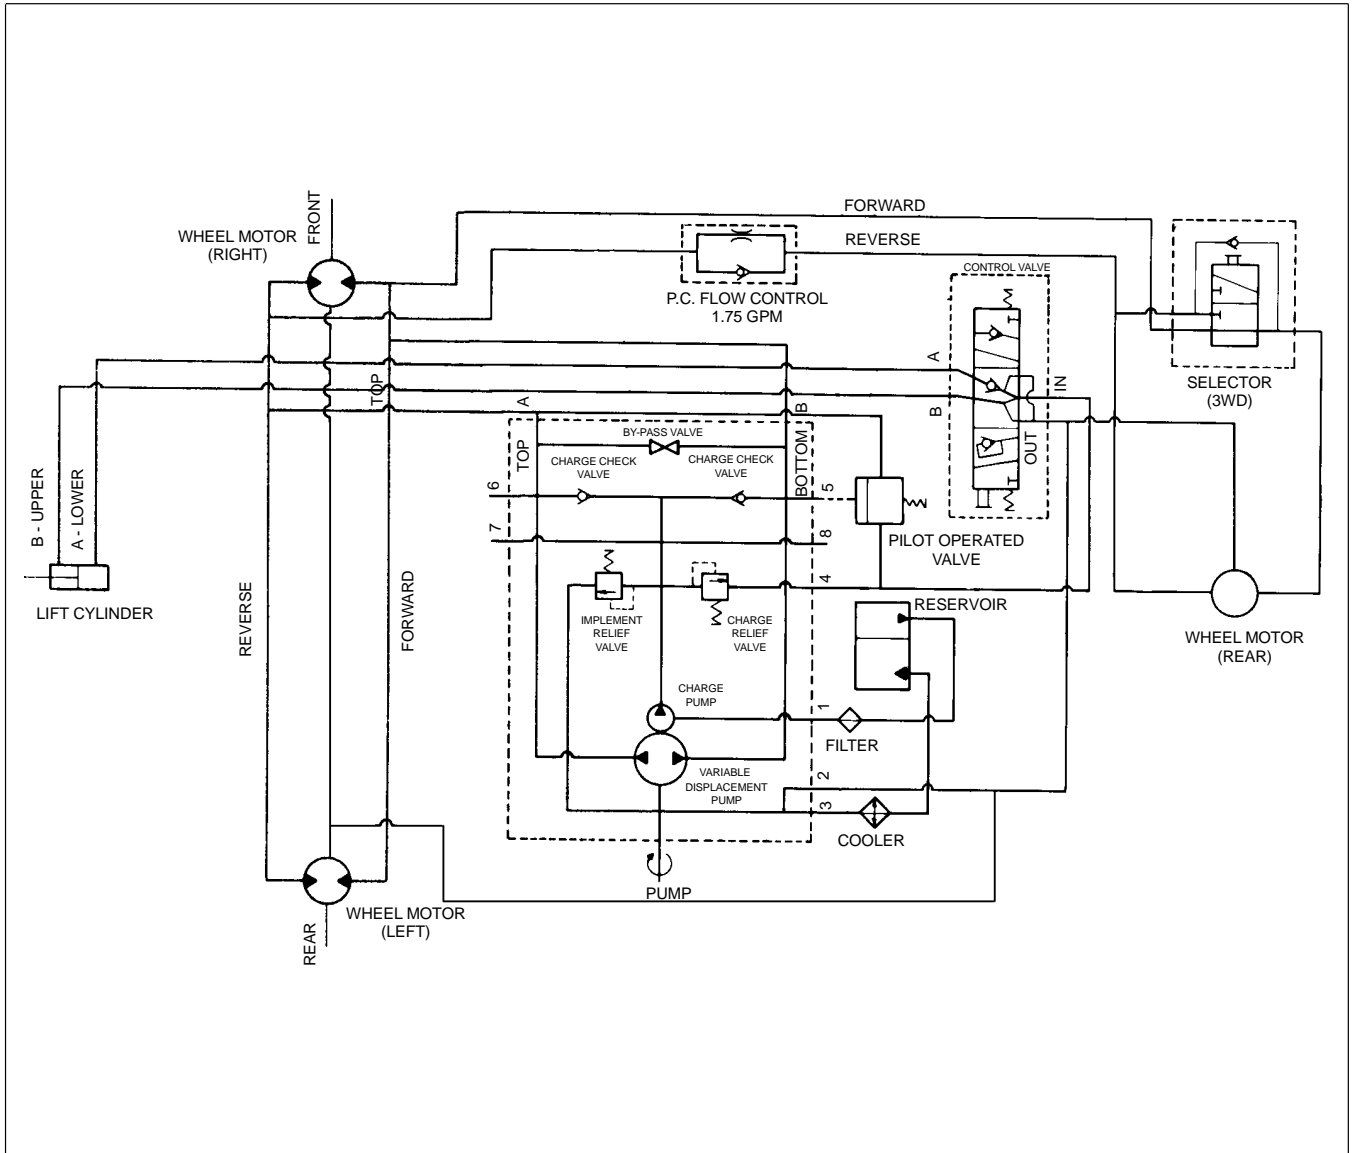 FRONT
WHEEL MOTOR
(RIGHT)
FORWARD
REVERSE
P.C. FLOW CONTROL
1.75 GPM
CONTROL VALVE
A
B
IN
OUT
SELECTOR
(3WD)
TOP
A
B
TOP
BY-PASS VALVE
CHARGE CHECK
VALVE
CHARGE CHECK
VALVE
BOTTOM
6
5
7
8
4
PILOT OPERATED
VALVE
B - UPPER
A - LOWER
LIFT CYLINDER
REVERSE
FORWARD
IMPLEMENT
RELIEF
VALVE
CHARGE
RELIEF
VALVE
RESERVOIR
WHEEL MOTOR
(REAR)
CHARGE
PUMP
1
FILTER
VARIABLE
DISPLACEMENT
PUMP
2
3
COOLER
PUMP
WHEEL MOTOR
(LEFT)
REAR